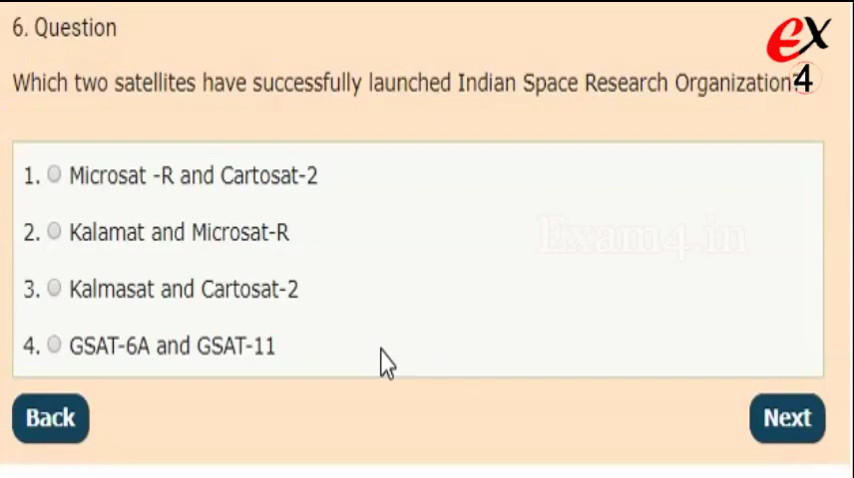 6. Question
ex
4
Which two satellites have successfully launched Indian Space Research Organization?
1. Microsat -R and Cartosat-2
2. Kalamat and Microsat-R
Exam4.in
3. Kalmasat and Cartosat-2
4. GSAT-6A and GSAT-11
Back
Next